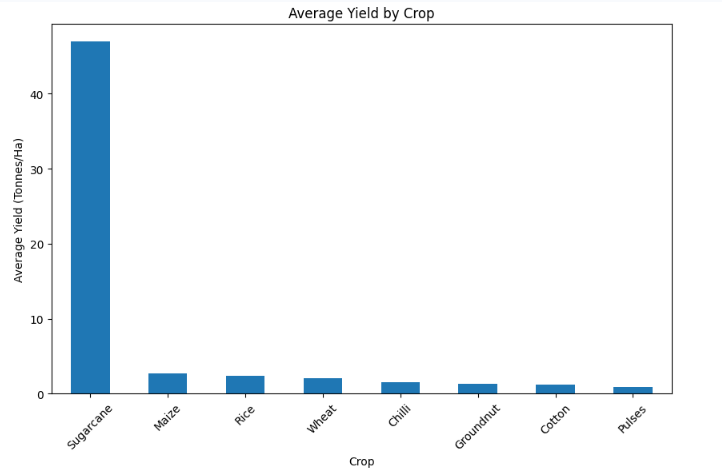 Average Yield by Crop
Average Yield (Tonnes/Ha)
40
30
20
10
0
Sugarcane
Maize
Rice
Wheat
Chilli
Groundnut
Cotton
Pulses
Crop